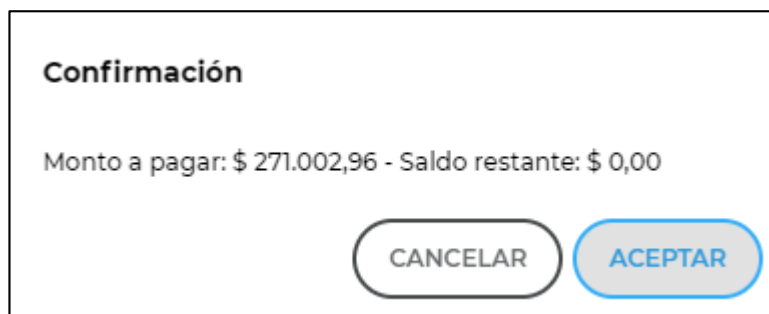 Confirmación
Monto a pagar: $ 271.002,96 - Saldo restante: $ 0,00
CANCELAR ACEPTAR